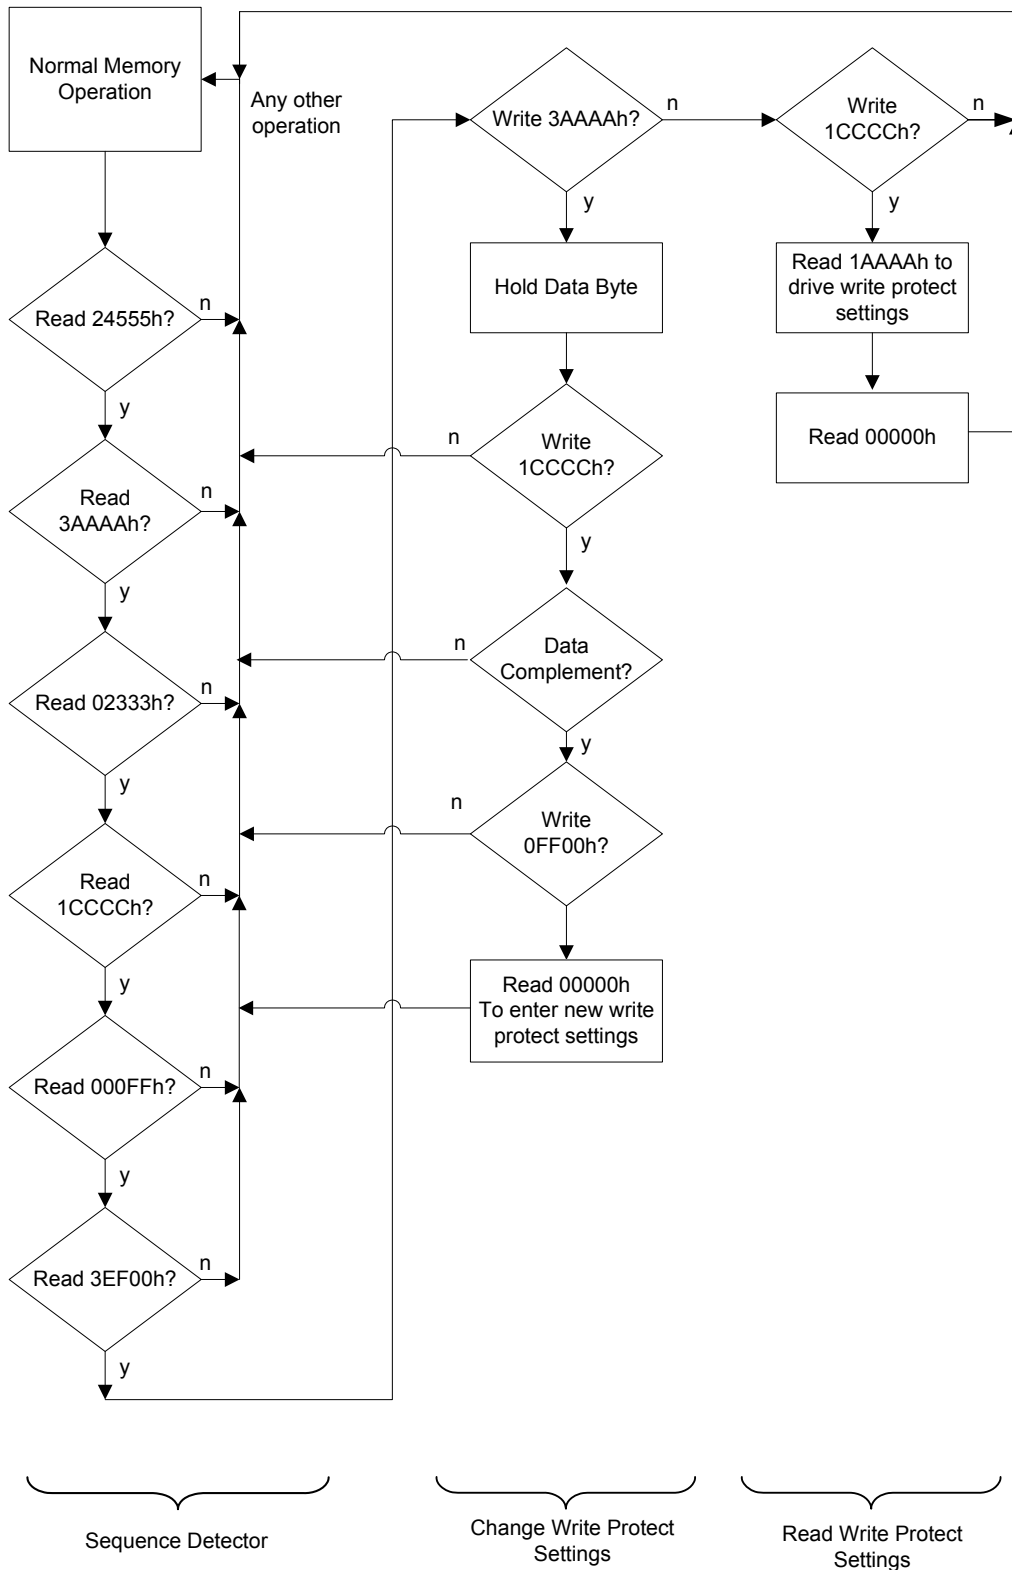 Normal Memory
Operation
Any other
operation
Read 24555h?
n
y
Read
3AAAAh?
n
y
Read 02333h?
n
y
Read
1CCCCh?
n
y
Read 000FFh?
n
y
Read 3EF00h?
n
y
Sequence Detector
Write 3AAAAh?
n
y
Hold Data Byte
Write
1CCCCh?
n
y
Data
Complement?
n
y
Write
0FF00h?
n
Read 00000h
To enter new write
protect settings
Change Write Protect
Settings
Write
1CCCCh?
n
y
Read 1AAAAh to
drive write protect
settings
Read 00000h
Read Write Protect
Settings